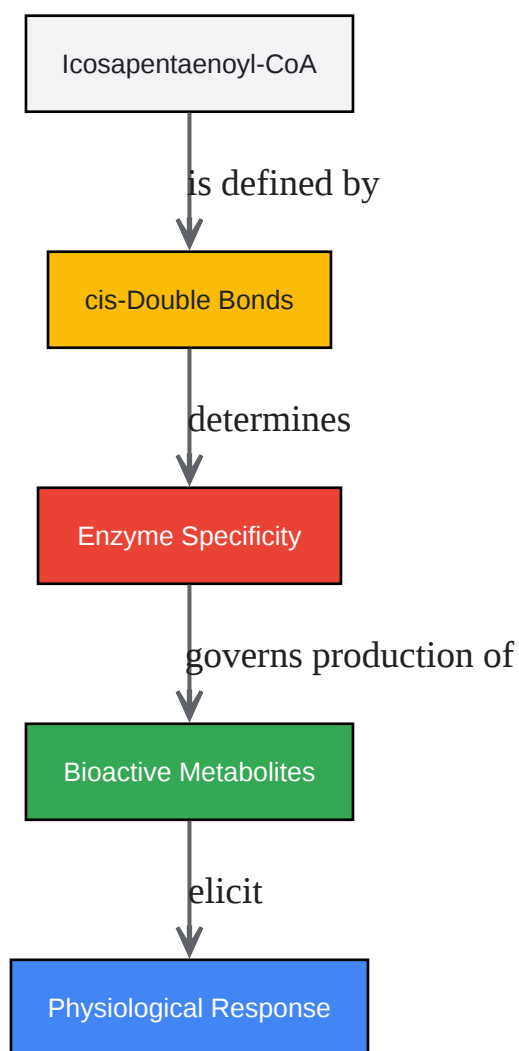 Icosapentaenoyl-CoA
is defined by
cis-Double Bonds
determines
Enzyme Specificity
governs production of
Bioactive Metabolites
elicit
Physiological Response